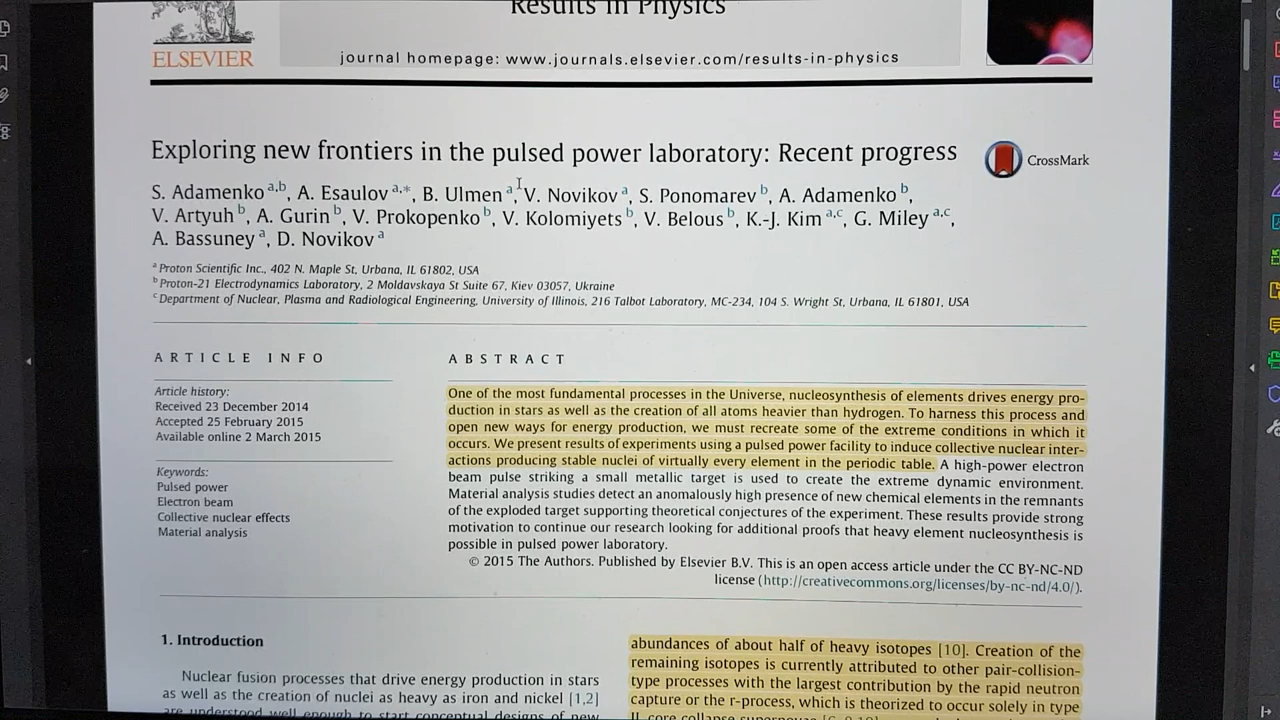 Results in Physics
ELSEVIER
journal homepage: www.journals.elsevier.com/results-in-physics
Exploring new frontiers in the pulsed power laboratory: Recent progress
CrossMark
S. Adamenko a,b, A. Esaulov a,*, B. Ulmen a, V. Novikov a, S. Ponomarev b, A. Adamenko b,
V. Artyuh b, A. Gurin b, V. Prokopenko b, V. Kolomiyets b, V. Belous b, K.-J. Kim a,c, G. Miley a,c,
A. Bassuney a, D. Novikov a
a Proton Scientific Inc., 402 N. Maple St, Urbana, IL 61802, USA
b Proton-21 Electrodynamics Laboratory, 2 Moldavskaya St Suite 67, Kiev 03057, Ukraine
c Department of Nuclear, Plasma and Radiological Engineering, University of Illinois, 216 Talbot Laboratory, MC-234, 104 S. Wright St, Urbana, IL 61801, USA
ARTICLE INFO
Article history:
Received 23 December 2014
Accepted 25 February 2015
Available online 2 March 2015
Keywords:
Pulsed power
Electron beam
Collective nuclear effects
Material analysis
ABSTRACT
One of the most fundamental processes in the Universe, nucleosynthesis of elements drives energy pro-
duction in stars as well as the creation of all atoms heavier than hydrogen. To harness this process and
open new ways for energy production, we must recreate some of the extreme conditions in which it
occurs. We present results of experiments using a pulsed power facility to induce collective nuclear inter-
actions producing stable nuclei of virtually every element in the periodic table. A high-power electron
beam pulse striking a small metallic target is used to create the extreme dynamic environment.
Material analysis studies detect an anomalously high presence of new chemical elements in the remnants
of the exploded target supporting theoretical conjectures of the experiment. These results provide strong
motivation to continue our research looking for additional proofs that heavy element nucleosynthesis is
possible in pulsed power laboratory.
© 2015 The Authors. Published by Elsevier B.V. This is an open access article under the CC BY-NC-ND
license (http://creativecommons.org/licenses/by-nc-nd/4.0/).
1. Introduction
Nuclear fusion processes that drive energy production in stars
as well as the creation of nuclei as heavy as iron and nickel [1,2]
are understood well enough to start conceptual designs of new
abundances of about half of heavy isotopes [10]. Creation of the
remaining isotopes is currently attributed to other pair-collision-
type processes with the largest contribution by the rapid neutron
capture or the r-process, which is theorized to occur solely in type
II core collapse supernovae